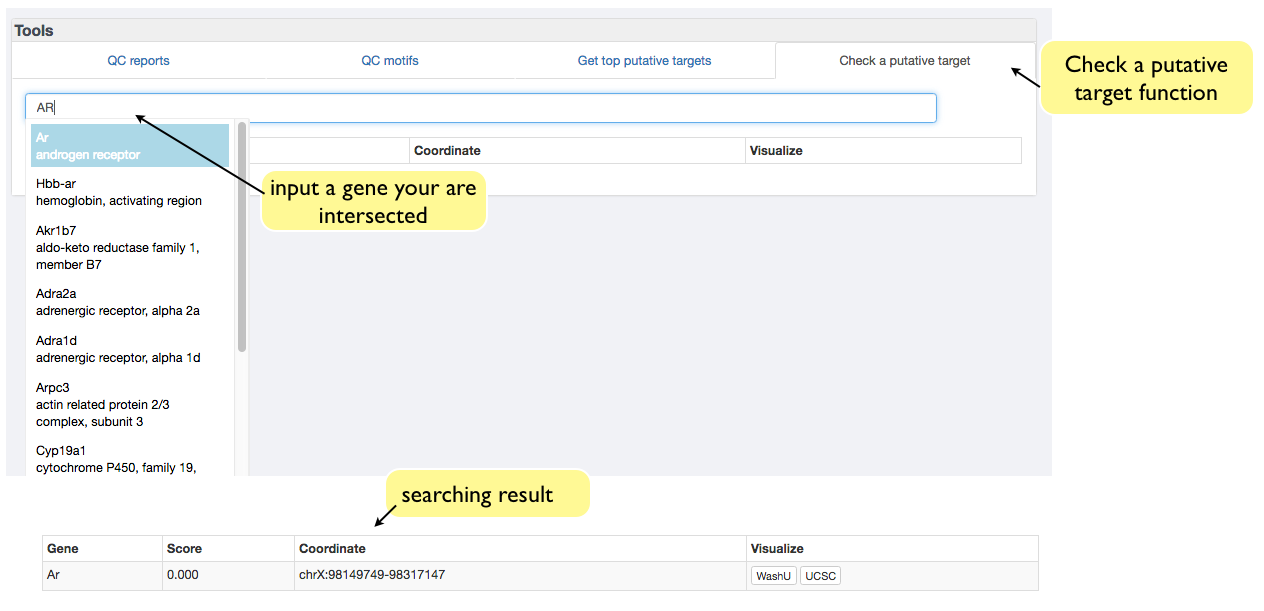 Tools
QC reports QC motifs Get top putative targets Check a putative target
Check a putative
target function
AR
Ar
androgen receptor
Coordinate Visualize
Hbb-ar
hemoglobin, activating region
input a gene your are
intersected
Akr1b7
aldo-keto reductase family 1,
member B7
Adra2a
adrenergic receptor, alpha 2a
Adra1d
adrenergic receptor, alpha 1d
Arpc3
actin related protein 2/3
complex, subunit 3
Cyp19a1
cytochrome P450, family 19,
searching result
Gene Score Coordinate Visualize
Ar 0.000 chrX:98149749-98317147 WashU UCSC